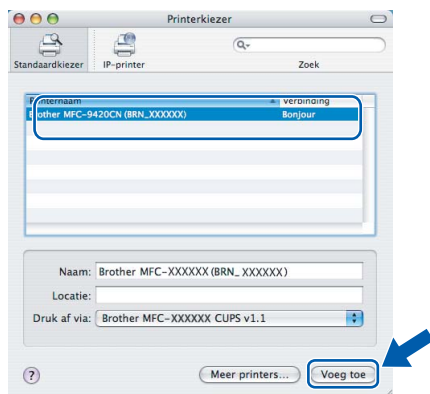 Printerkiezer
Standaardkiezer IP-printer Zoek
Printernaam Verbinding
Brother MFC-9420CN (BRN_XXXXXX) Bonjour
Naam: Brother MFC-XXXXXX (BRN_ XXXXXX)
Locatie:
Druk af via: Brother MFC-XXXXXX CUPS v1.1
? Meer printers... Voeg toe